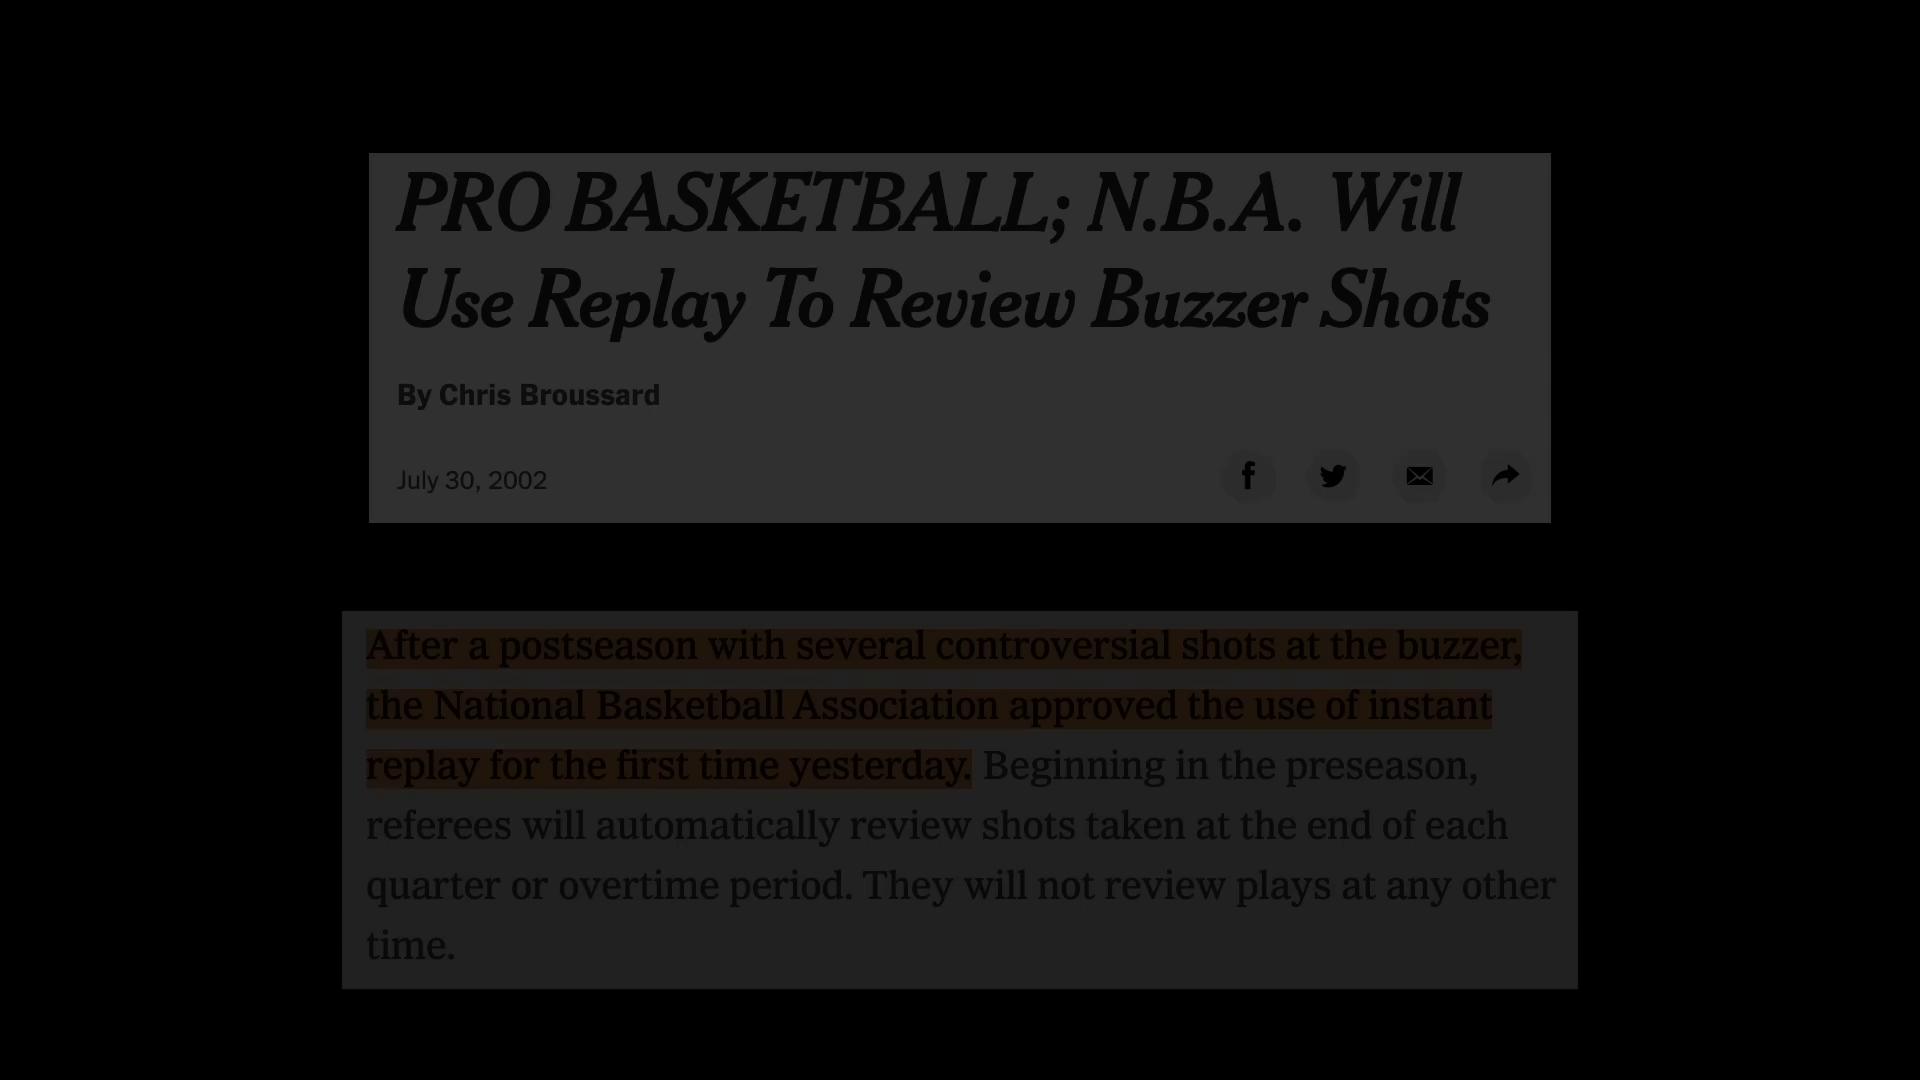 PRO BASKETBALL; N.B.A. Will
Use Replay To Review Buzzer Shots
By Chris Broussard
July 30, 2002
After a postseason with several controversial shots at the buzzer,
the National Basketball Association approved the use of instant
replay for the first time yesterday. Beginning in the preseason,
referees will automatically review shots taken at the end of each
quarter or overtime period. They will not review plays at any other
time.